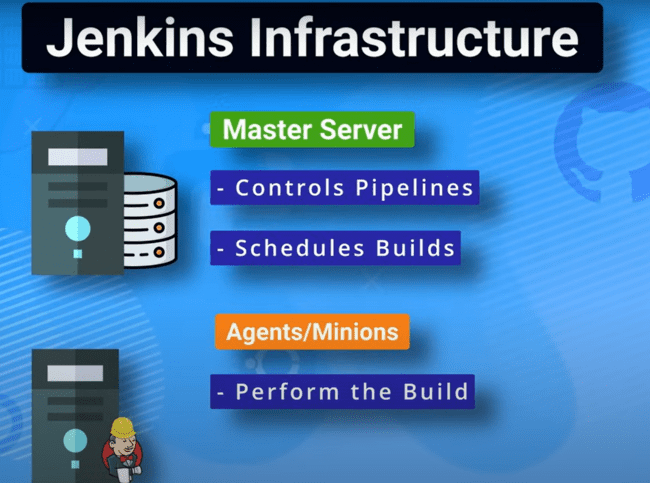 Jenkins Infrastructure
Master Server
- Controls Pipelines
- Schedules Builds
Agents/Minions
- Perform the Build